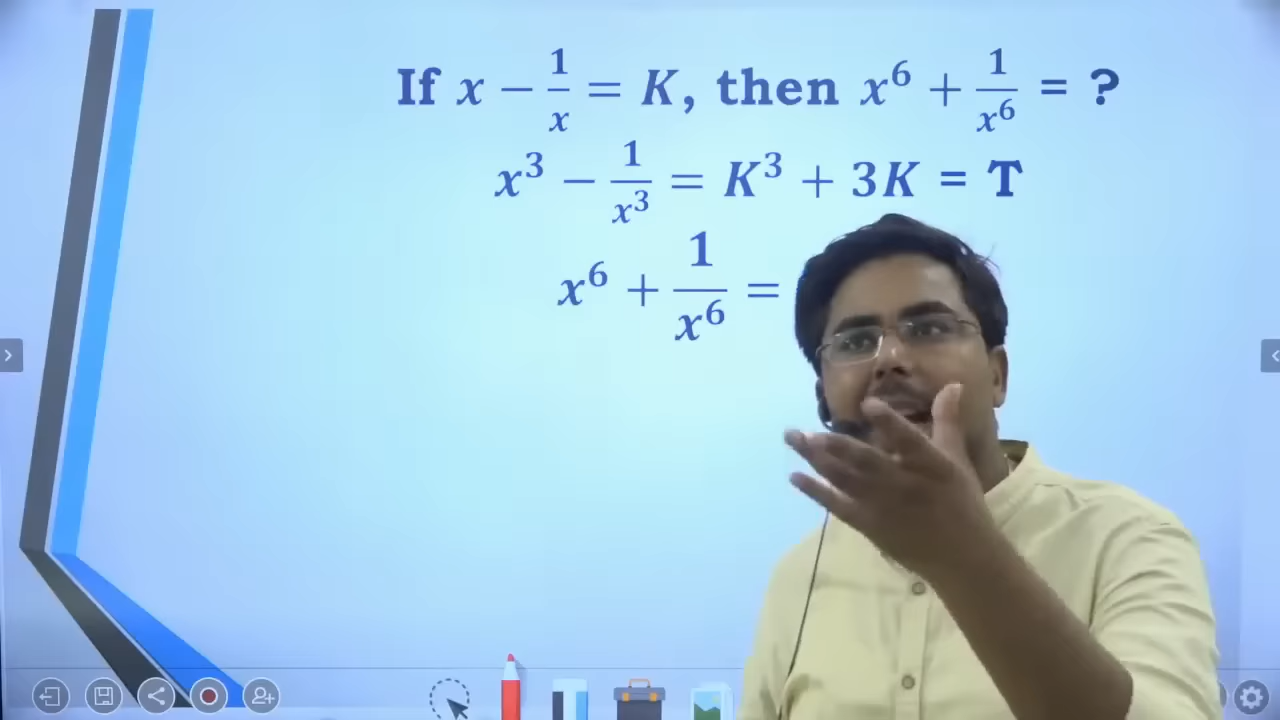 If x − 1/x = K, then x⁶ + 1/x⁶ = ?
x³ − 1/x³ = K³ + 3K = T
x⁶ + 1/x⁶ =